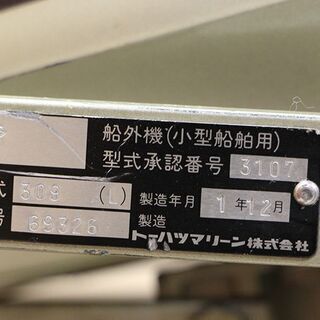 船外機(小型船舶用)
型式承認番号 3107
式 309 (L) 製造年月 1年12月
号 69326 製造
トーハツマリーン株式会社